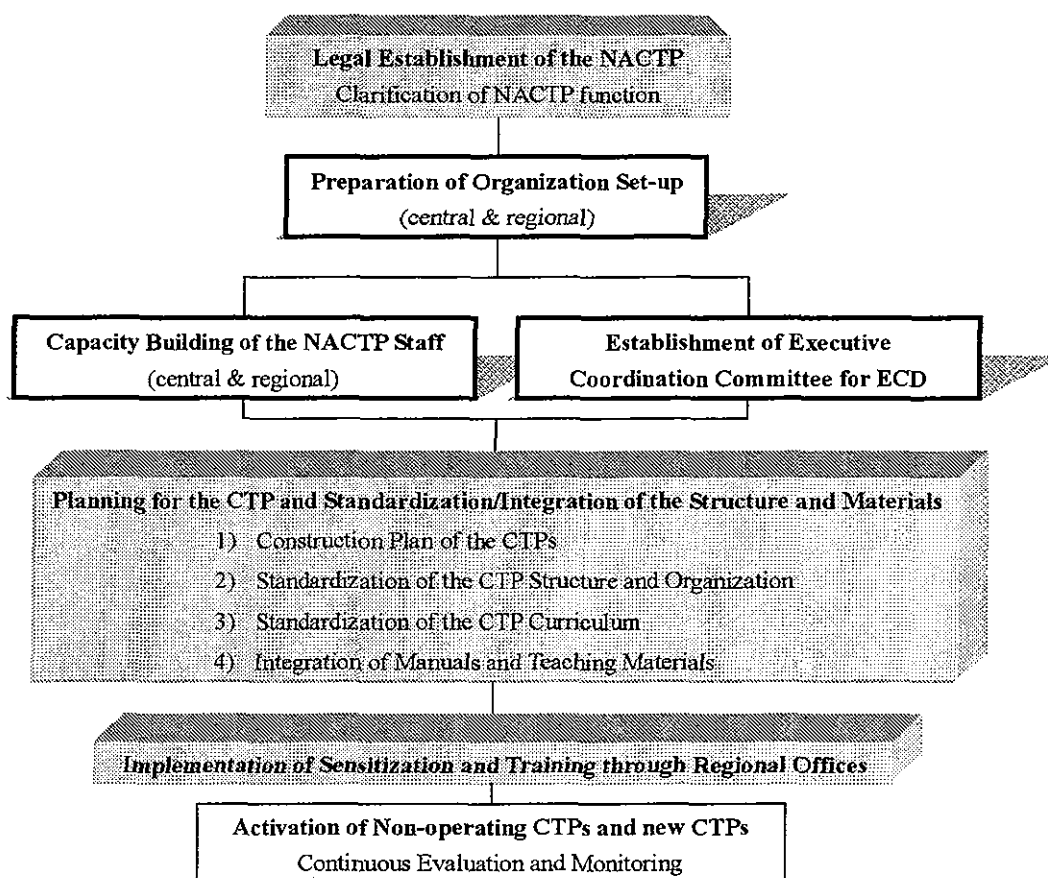 Legal Establishment of the NACTP
Clarification of NACTP function
Preparation of Organization Set-up
(central & regional)
Capacity Building of the NACTP Staff
(central & regional)
Establishment of Executive
Coordination Committee for ECD
Planning for the CTP and Standardization/Integration of the Structure and Materials
1) Construction Plan of the CTPs
2) Standardization of the CTP Structure and Organization
3) Standardization of the CTP Curriculum
4) Integration of Manuals and Teaching Materials
Implementation of Sensitization and Training through Regional Offices
Activation of Non-operating CTPs and new CTPs
Continuous Evaluation and Monitoring